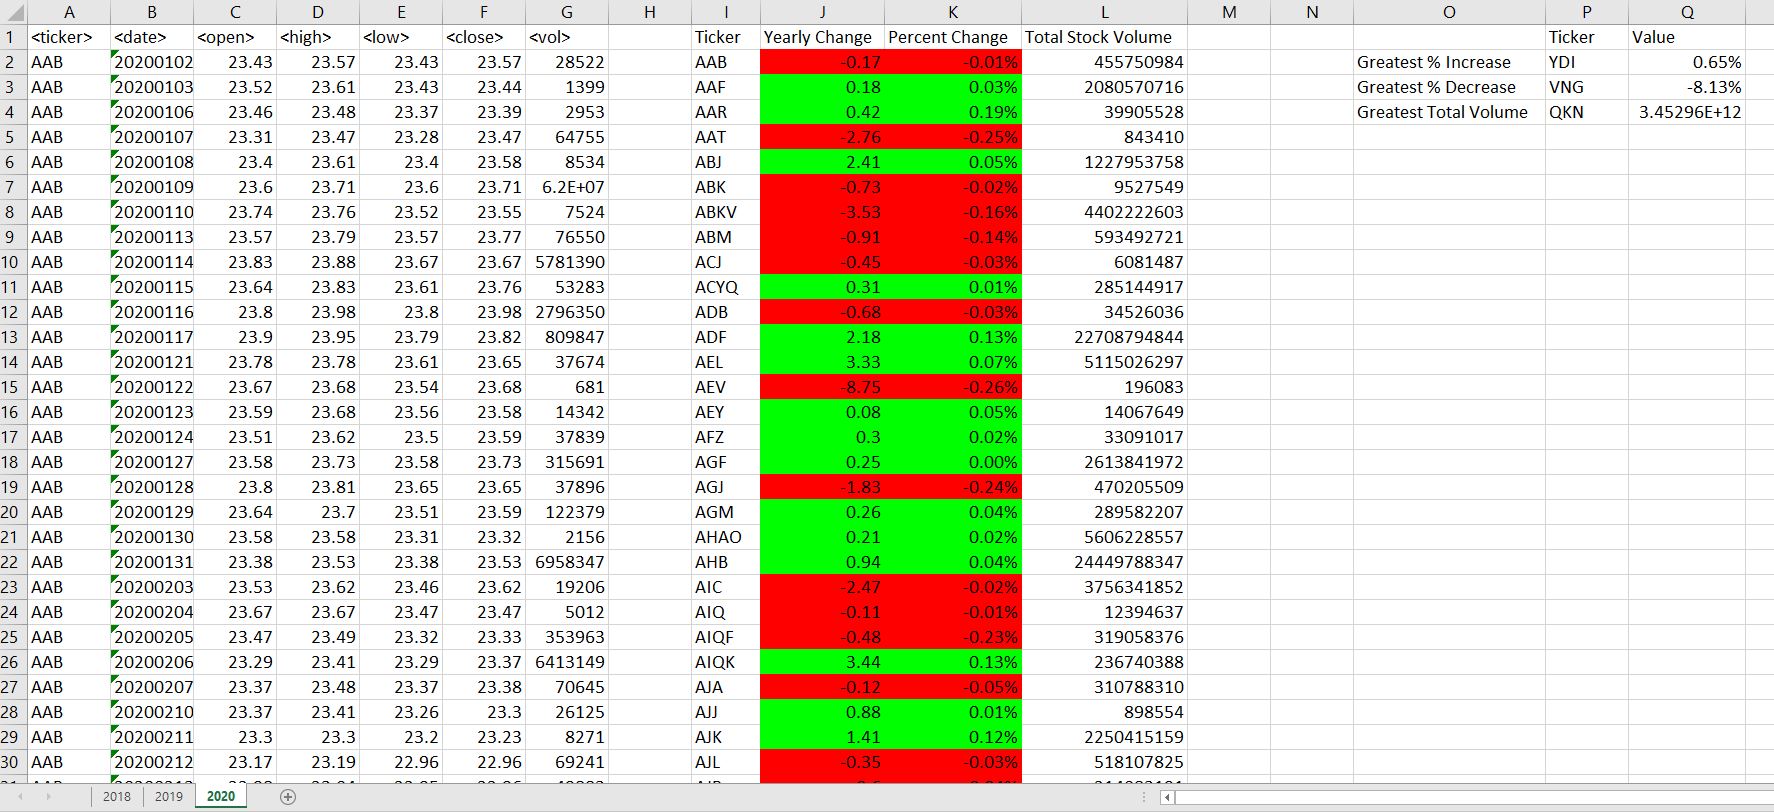 A B C D E F G H I J K L M N O P Q
1 <ticker> <date> <open> <high> <low> <close> <vol> Ticker Yearly Change Percent Change Total Stock Volume Ticker Value
2 AAB 20200102 23.43 23.57 23.43 23.57 28522 AAB -0.17 -0.01% 455750984 Greatest % Increase YDI 0.65%
3 AAB 20200103 23.52 23.61 23.43 23.44 1399 AAF 0.18 0.03% 2080570716 Greatest % Decrease VNG -8.13%
4 AAB 20200106 23.46 23.48 23.37 23.39 2953 AAR 0.42 0.19% 39905528 Greatest Total Volume QKN 3.45296E+12
5 AAB 20200107 23.31 23.47 23.28 23.47 64755 AAT -2.76 -0.25% 843410
6 AAB 20200108 23.4 23.61 23.4 23.58 8534 ABJ 2.41 0.05% 1227953758
7 AAB 20200109 23.6 23.71 23.6 23.71 6.2E+07 ABK -0.73 -0.02% 9527549
8 AAB 20200110 23.74 23.76 23.52 23.55 7524 ABKV -3.53 -0.16% 4402222603
9 AAB 20200113 23.57 23.79 23.57 23.77 76550 ABM -0.91 -0.14% 593492721
10 AAB 20200114 23.83 23.88 23.67 23.67 5781390 ACJ -0.45 -0.03% 6081487
11 AAB 20200115 23.64 23.83 23.61 23.76 53283 ACYQ 0.31 0.01% 285144917
12 AAB 20200116 23.8 23.98 23.8 23.98 2796350 ADB -0.68 -0.03% 34526036
13 AAB 20200117 23.9 23.95 23.79 23.82 809847 ADF 2.18 0.13% 22708794844
14 AAB 20200121 23.78 23.78 23.61 23.65 37674 AEL 3.33 0.07% 5115026297
15 AAB 20200122 23.67 23.68 23.54 23.68 681 AEV -8.75 -0.26% 196083
16 AAB 20200123 23.59 23.68 23.56 23.58 14342 AEY 0.08 0.05% 14067649
17 AAB 20200124 23.51 23.62 23.5 23.59 37839 AFZ 0.3 0.02% 33091017
18 AAB 20200127 23.58 23.73 23.58 23.73 315691 AGF 0.25 0.00% 2613841972
19 AAB 20200128 23.8 23.81 23.65 23.65 37896 AGJ -1.83 -0.24% 470205509
20 AAB 20200129 23.64 23.7 23.51 23.59 122379 AGM 0.26 0.04% 289582207
21 AAB 20200130 23.58 23.58 23.31 23.32 2156 AHAO 0.21 0.02% 5606228557
22 AAB 20200131 23.38 23.53 23.38 23.53 6958347 AHB 0.94 0.04% 24449788347
23 AAB 20200203 23.53 23.62 23.46 23.62 19206 AIC -2.47 -0.02% 3756341852
24 AAB 20200204 23.67 23.67 23.47 23.47 5012 AIQ -0.11 -0.01% 12394637
25 AAB 20200205 23.47 23.49 23.32 23.33 353963 AIQF -0.48 -0.23% 319058376
26 AAB 20200206 23.29 23.41 23.29 23.37 6413149 AIQK 3.44 0.13% 236740388
27 AAB 20200207 23.37 23.48 23.37 23.38 70645 AJA -0.12 -0.05% 310788310
28 AAB 20200210 23.37 23.41 23.26 23.3 26125 AJJ 0.88 0.01% 898554
29 AAB 20200211 23.3 23.3 23.2 23.23 8271 AJK 1.41 0.12% 2250415159
30 AAB 20200212 23.17 23.19 22.96 22.96 69241 AJL -0.35 -0.03% 518107825
2018 2019 2020